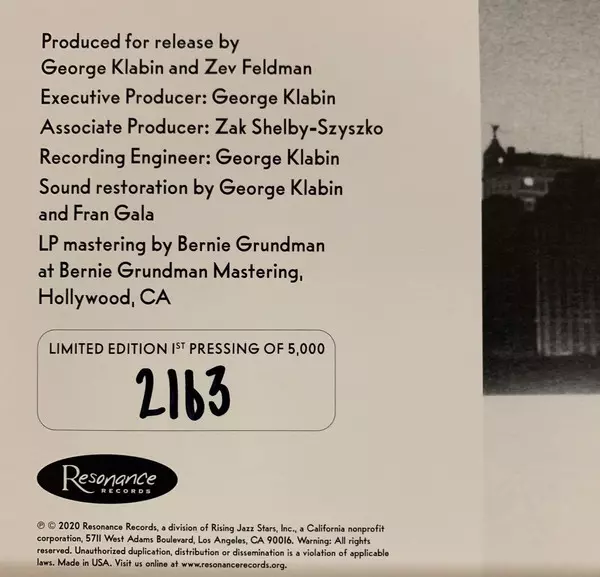 Produced for release by
George Klabin and Zev Feldman
Executive Producer: George Klabin
Associate Producer: Zak Shelby-Szyszko
Recording Engineer: George Klabin
Sound restoration by George Klabin
and Fran Gala
LP mastering by Bernie Grundman
at Bernie Grundman Mastering,
Hollywood, CA
LIMITED EDITION 1ST PRESSING OF 5,000
2163
Resonance
RECORDS
℗ © 2020 Resonance Records, a division of Rising Jazz Stars, Inc., a California nonprofit
corporation, 5711 West Adams Boulevard, Los Angeles, CA 90016. Warning: All rights
reserved. Unauthorized duplication, distribution or dissemination is a violation of applicable
laws. Made in USA. Visit us online at www.resonancerecords.org.